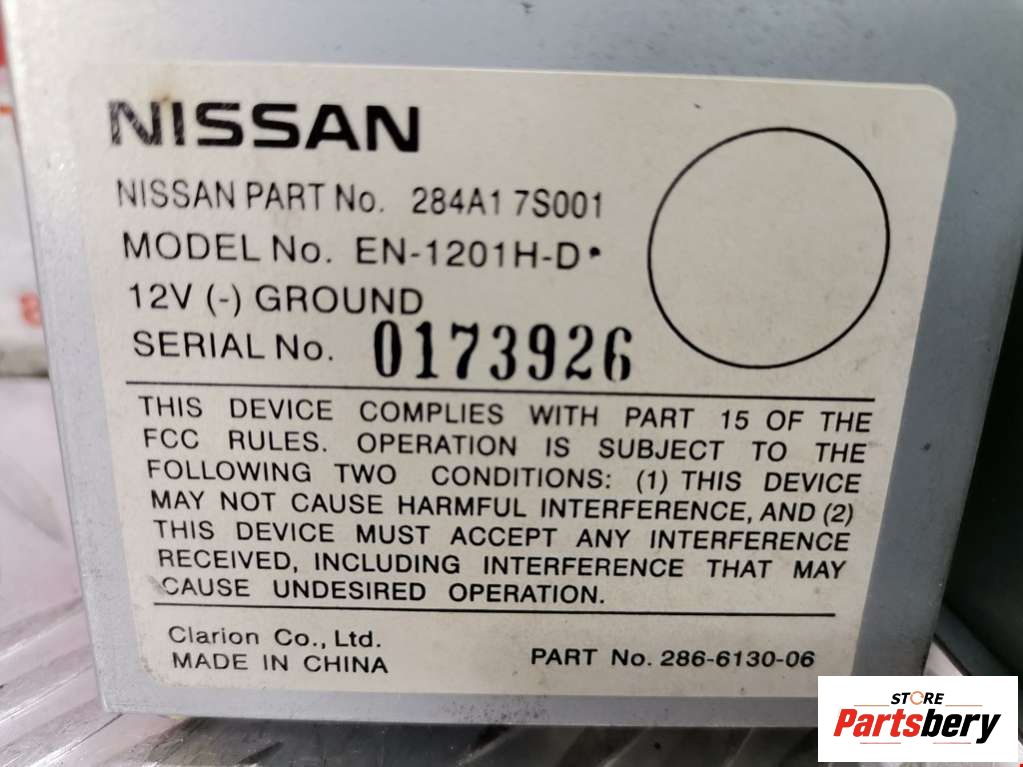 NISSAN
NISSAN PART No. 284A1 7S001
MODEL No. EN-1201H-D•
12V (-) GROUND
SERIAL No. 0173926
THIS DEVICE COMPLIES WITH PART 15 OF THE
FCC RULES. OPERATION IS SUBJECT TO THE
FOLLOWING TWO CONDITIONS: (1) THIS DEVICE
MAY NOT CAUSE HARMFUL INTERFERENCE, AND (2)
THIS DEVICE MUST ACCEPT ANY INTERFERENCE
RECEIVED, INCLUDING INTERFERENCE THAT MAY
CAUSE UNDESIRED OPERATION.
Clarion Co., Ltd.
MADE IN CHINA
PART No. 286-6130-06
STORE
Partsbery